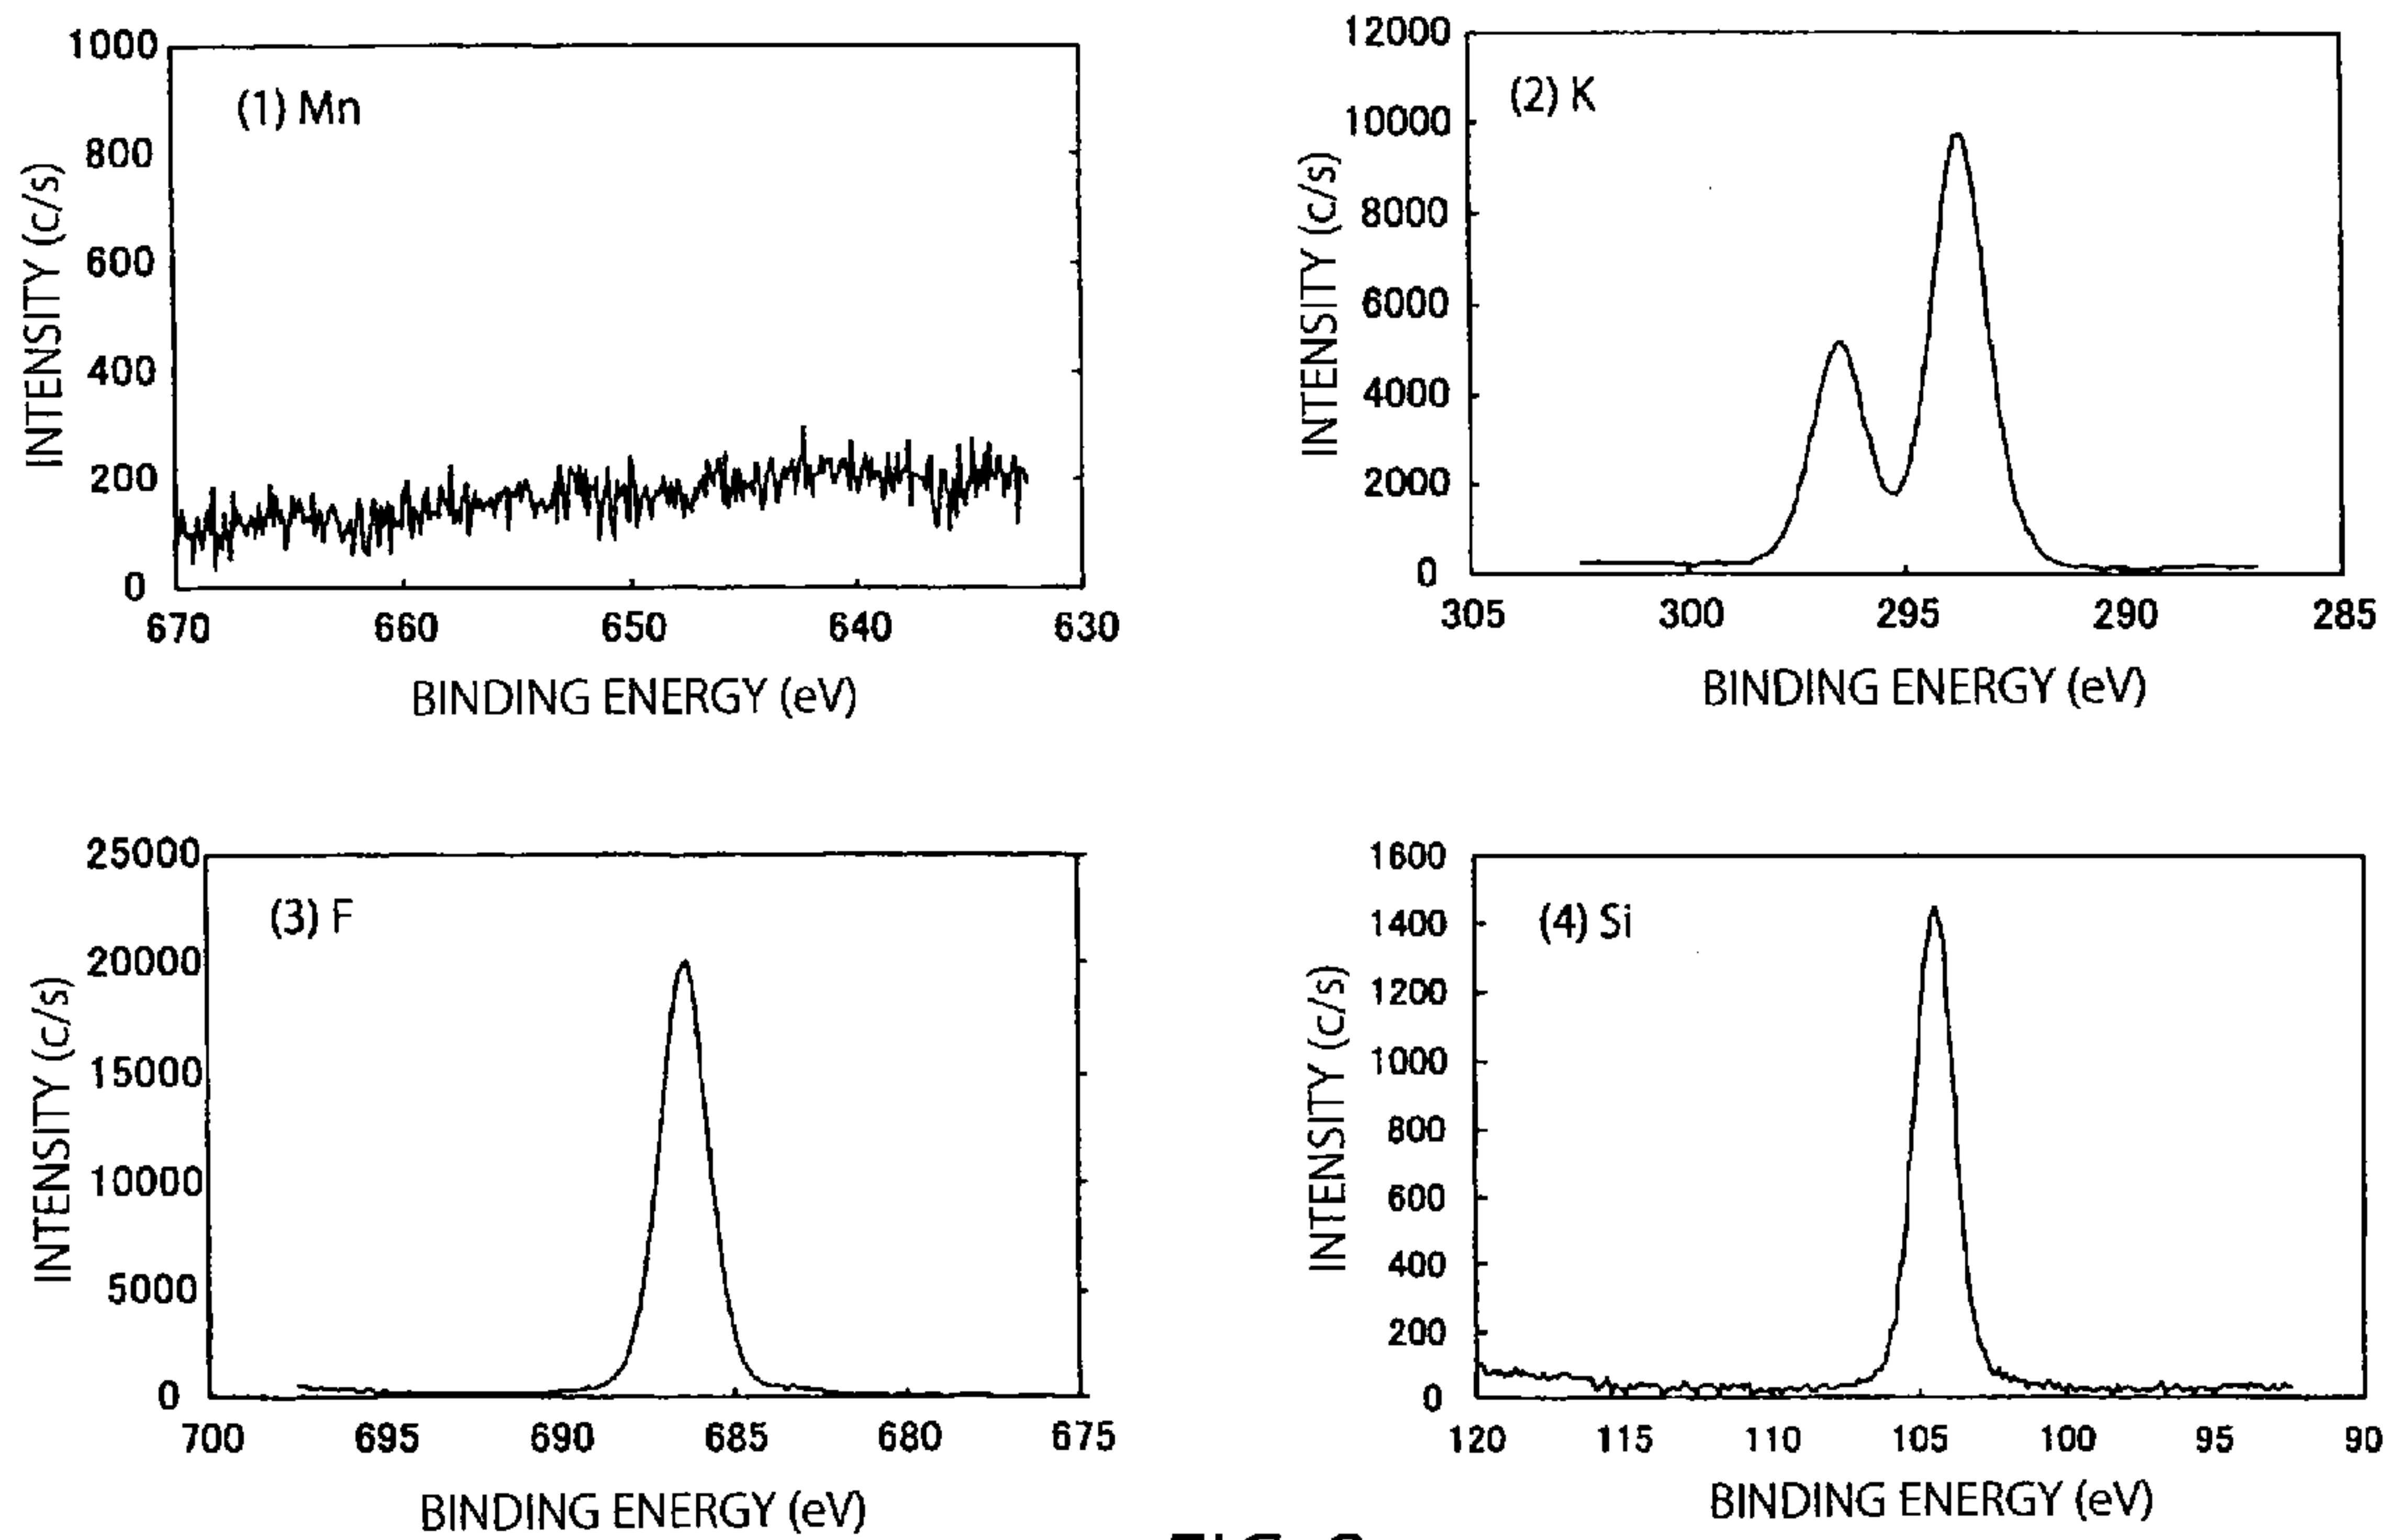 (1) Mn
INTENSITY (c/s)
1000
800
600
400
200
0
670 660 650 640 630
BINDING ENERGY (eV)
(2) K
INTENSITY (c/s)
12000
10000
8000
6000
4000
2000
0
305 300 295 290 285
BINDING ENERGY (eV)
(3) F
INTENSITY (c/s)
25000
20000
15000
10000
5000
0
700 695 690 685 680 675
BINDING ENERGY (eV)
(4) Si
INTENSITY (c/s)
1600
1400
1200
1000
800
600
400
200
0
120 115 110 105 100 95 90
BINDING ENERGY (eV)